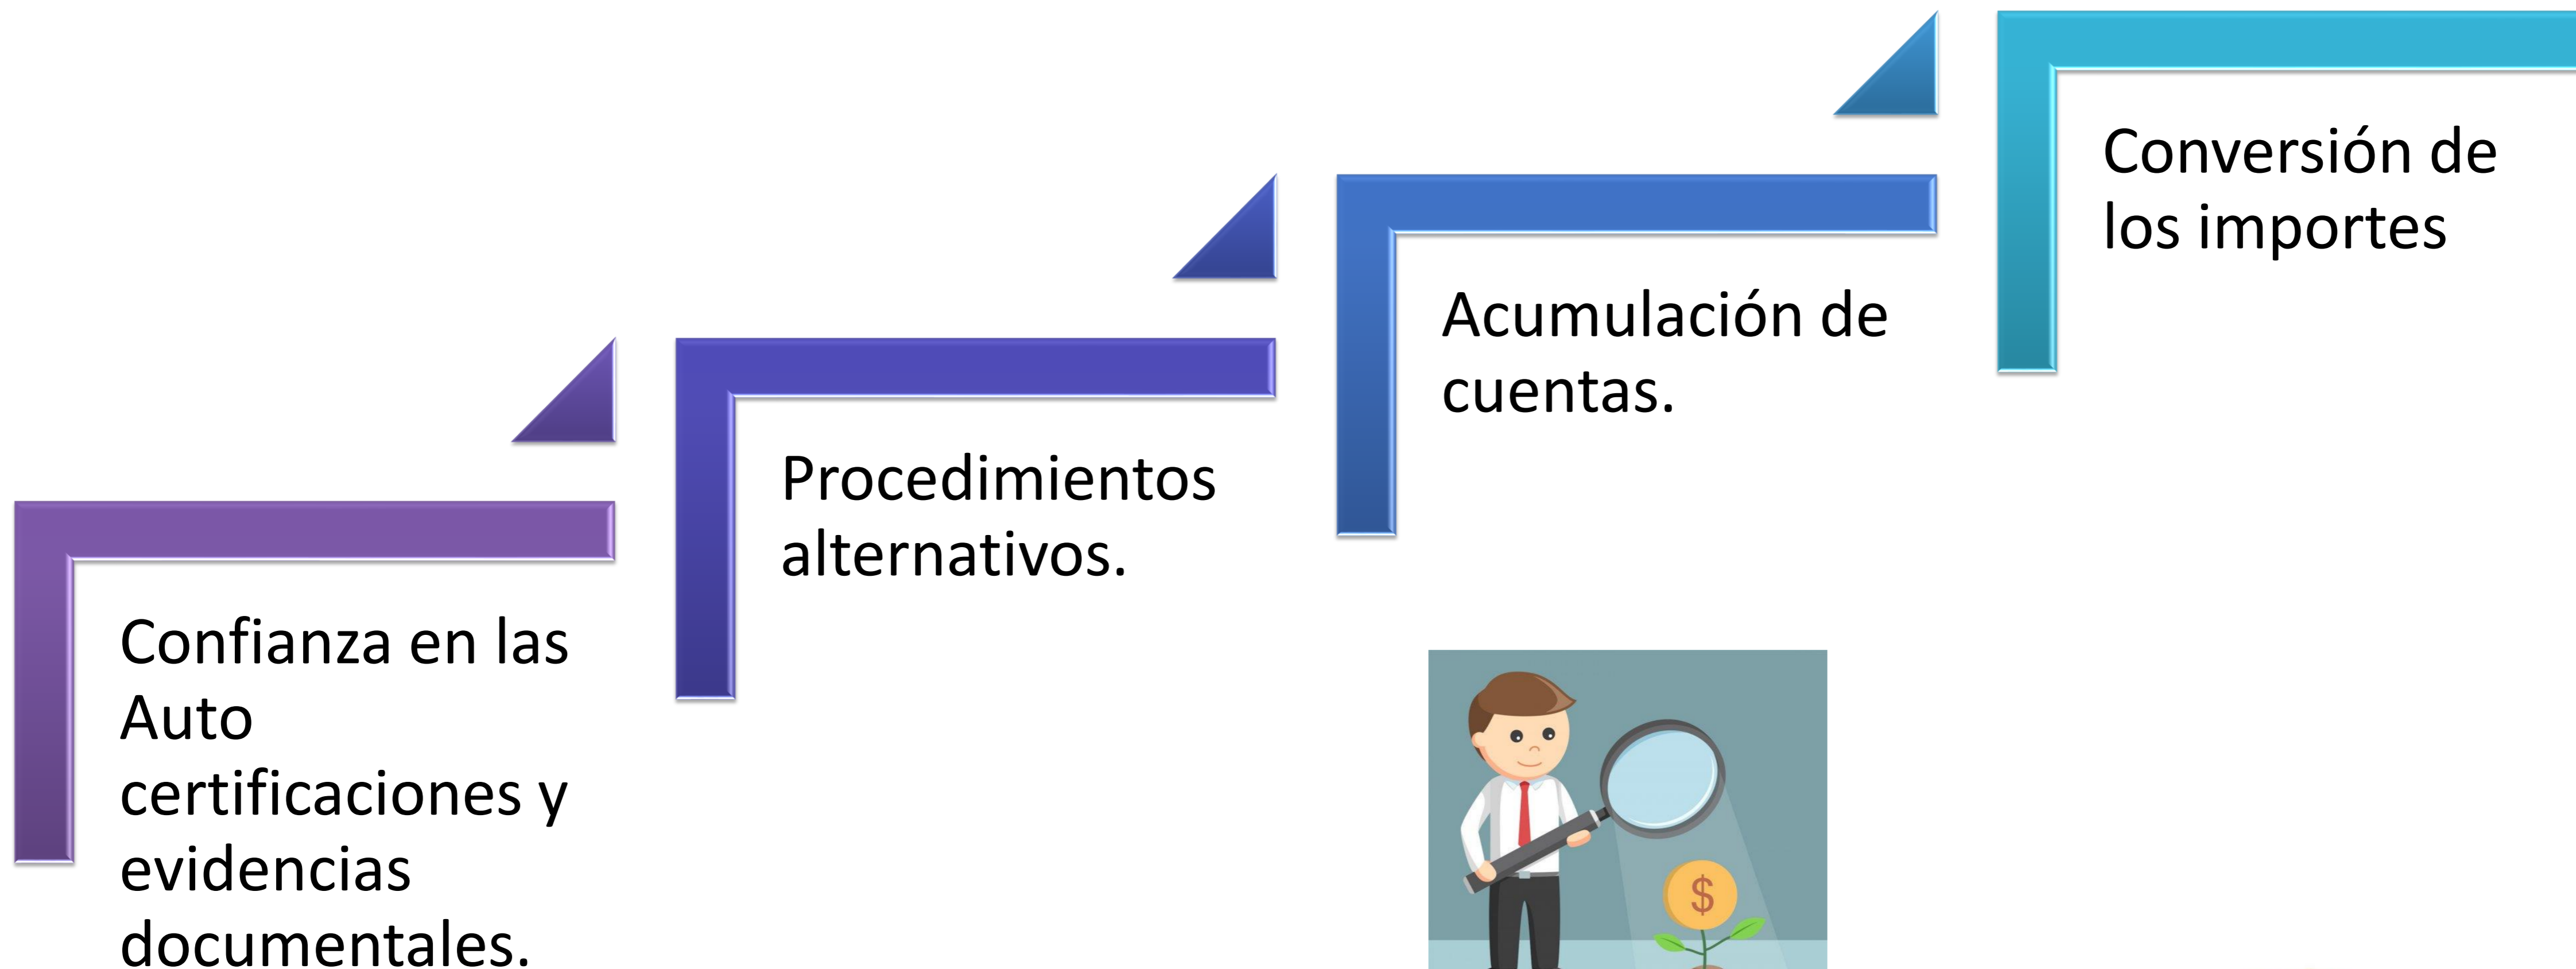 Confianza en las
Auto
certificaciones y
evidencias
documentales.
Procedimientos
alternativos.
Acumulación de
cuentas.
Conversión de
los importes
$